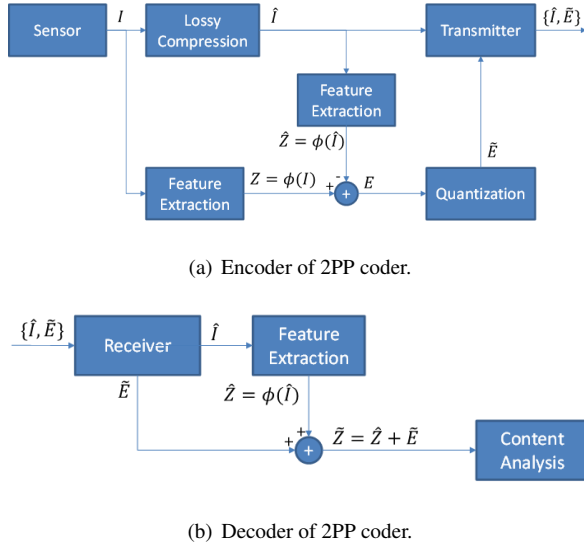 Sensor
I
Lossy
Compression
Î
Transmitter
{Î, Ẽ}
Feature
Extraction
Ẑ = ϕ(Î)
Ẽ
Feature
Extraction
Z = ϕ(I)
-
+
+
E
Quantization
(a) Encoder of 2PP coder.
{Î, Ẽ}
Receiver
Î
Feature
Extraction
Ẽ
Ẑ = ϕ(Î)
+
+
+
Z̃ = Ẑ + Ẽ
Content
Analysis
(b) Decoder of 2PP coder.